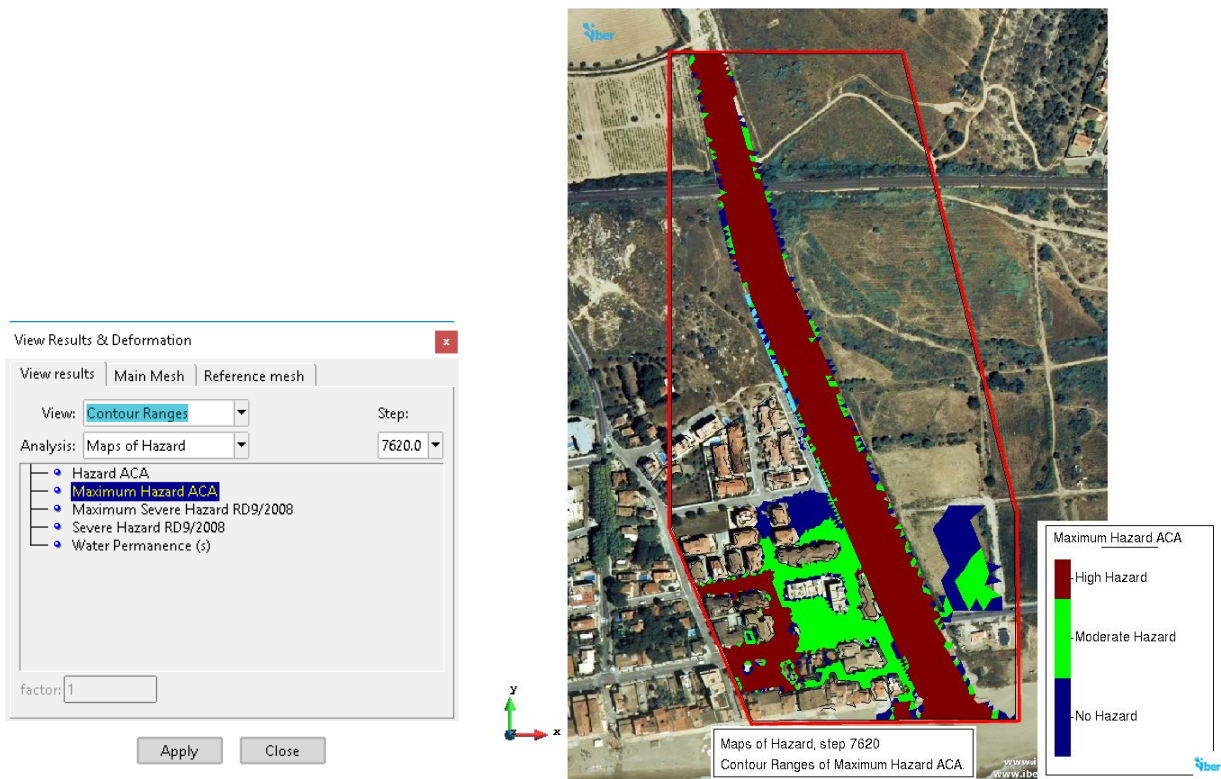 iber
View Results & Deformation
x
View results
Main Mesh
Reference mesh
View:
Contour Ranges
Step:
Analysis:
Maps of Hazard
7620.0
Hazard ACA
Maximum Hazard ACA
Maximum Severe Hazard RD9/2008
Severe Hazard RD9/2008
Water Permanence (s)
factor:
1
Apply
Close
y
z
x
Maximum Hazard ACA
High Hazard
Moderate Hazard
No Hazard
Maps of Hazard, step 7620
Contour Ranges of Maximum Hazard ACA.
iber